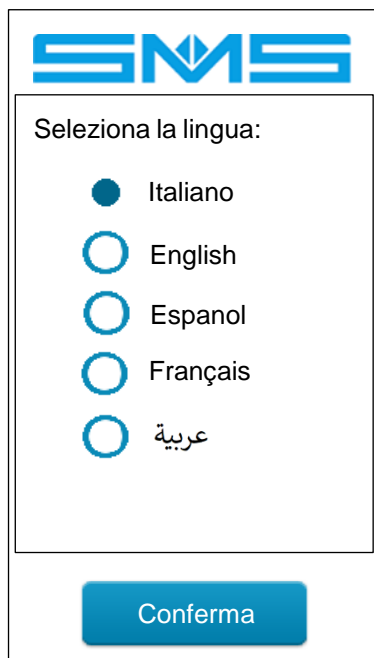 SMS
Seleziona la lingua:
Italiano
English
Espanol
Français
عربية
Conferma